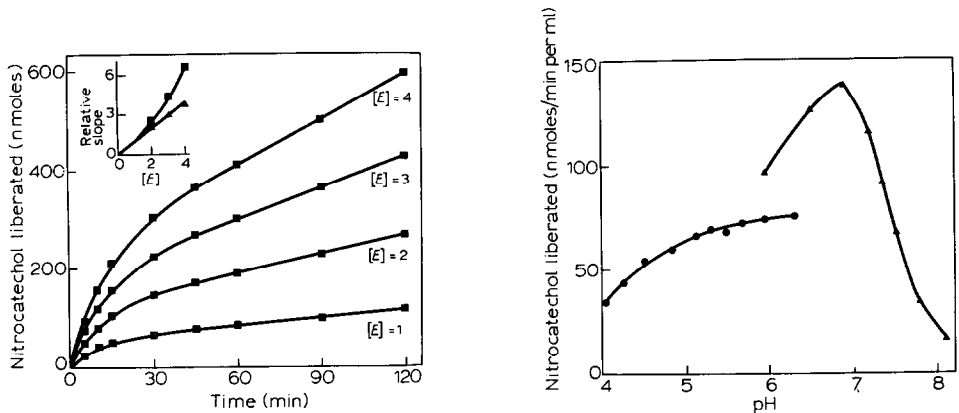 Nitrocatechol liberated (n moles)
600
400
200
0
0 30 60 90 120
Time (min)
Relative slope
6
3
0
0 2 4
[E]
[E] = 4
[E] = 3
[E] = 2
[E] = 1
Nitrocatechol liberated (nmoles/min per ml)
150
100
50
0
4 5 6 7 8
pH